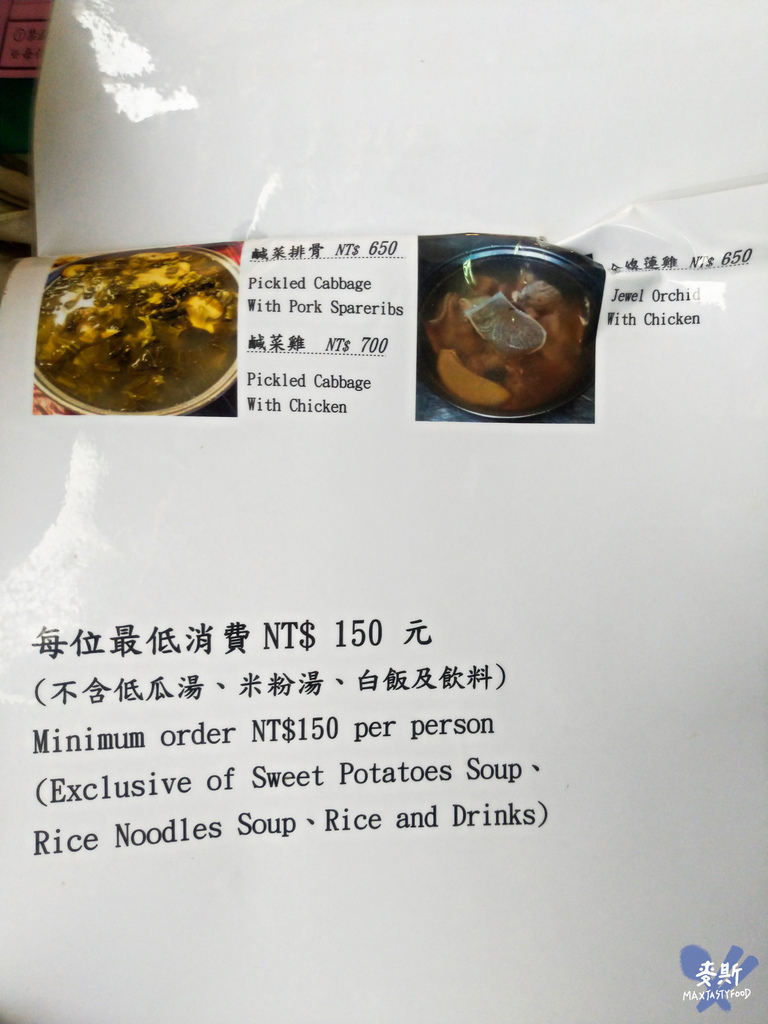 鹹菜排骨 NT$ 650
Pickled Cabbage
With Pork Spareribs
鹹菜雞 NT$ 700
Pickled Cabbage
With Chicken
線蓮雞 NT$ 650
Jewel Orchid
With Chicken
每位最低消費 NT$ 150 元
(不含低瓜湯、米粉湯、白飯及飲料)
Minimum order NT$150 per person
(Exclusive of Sweet Potatoes Soup、
Rice Noodles Soup、Rice and Drinks)
麥斯
MAXTASTYFOOD